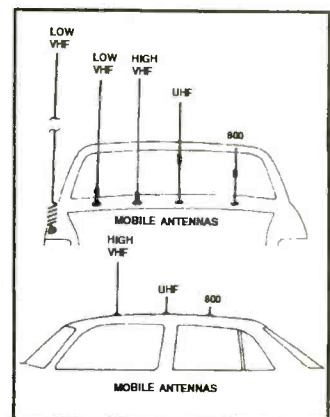 LOW
VHF
LOW
VHF
HIGH
VHF
UHF
800
MOBILE ANTENNAS
HIGH
VHF
UHF
800
MOBILE ANTENNAS